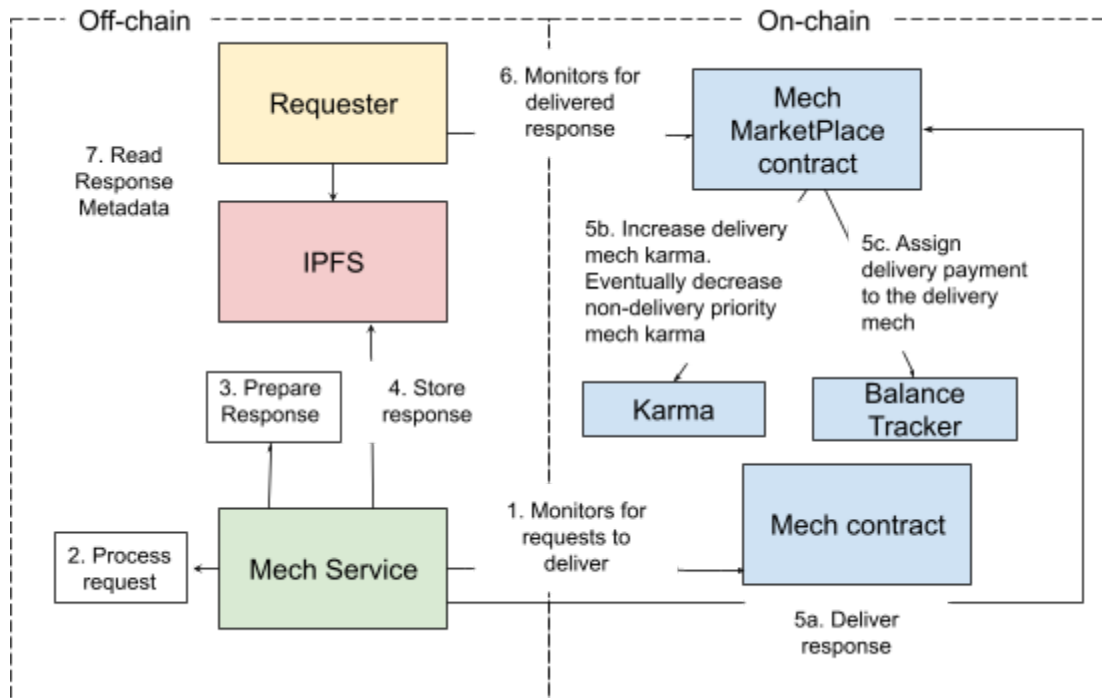 Off-chain
On-chain
Requester
6. Monitors for
delivered
response
Mech
MarketPlace
contract
7. Read
Response
Metadata
IPFS
5b. Increase delivery
mech karma.
Eventually decrease
non-delivery priority
mech karma
5c. Assign
delivery payment
to the delivery
mech
3. Prepare
Response
4. Store
response
Karma
Balance
Tracker
1. Monitors for
requests to
deliver
Mech contract
2. Process
request
Mech Service
5a. Deliver
response